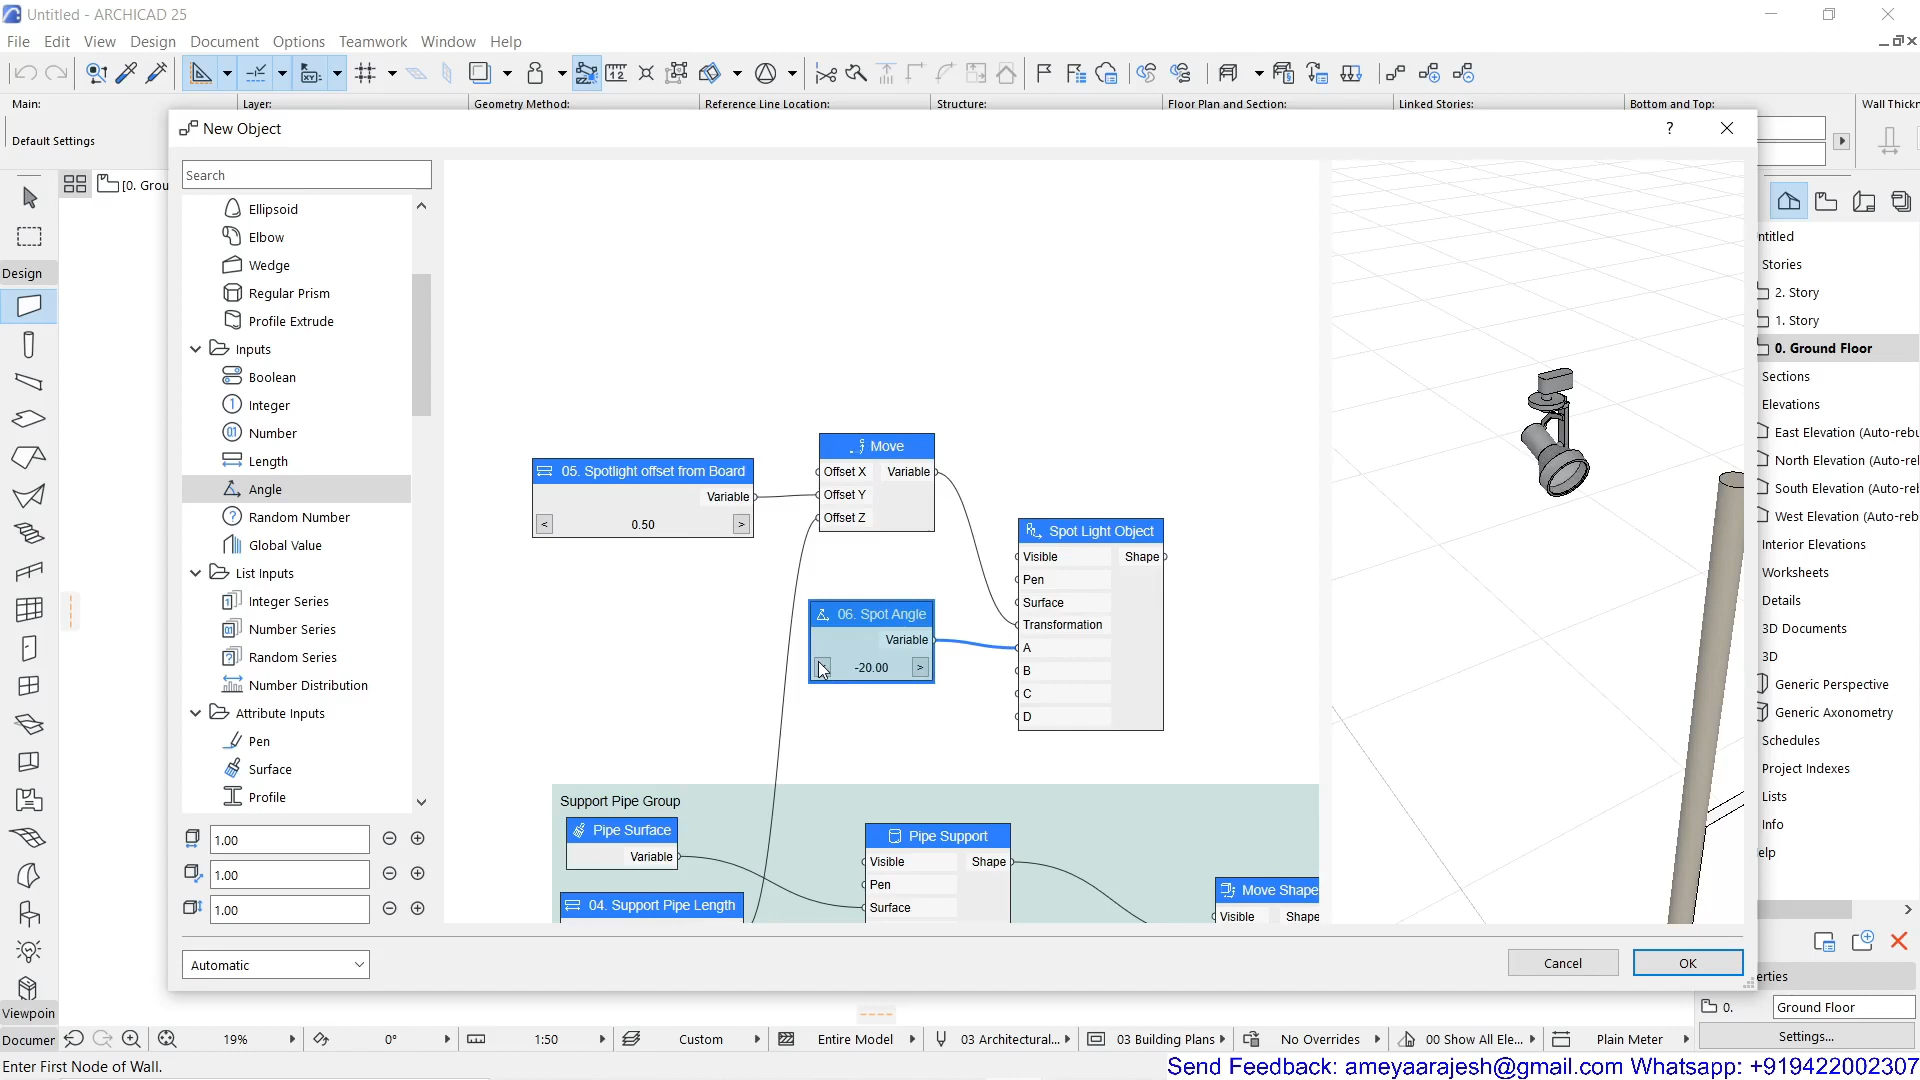 Untitled - ARCHICAD 25
File Edit View Design Document Options Teamwork Window Help
Main: Layer: Geometry Method: Reference Line Location: Structure: Floor Plan and Section: Linked Stories: Bottom and Top: Wall Thickn
Default Settings
New Object
?
Search
[0. Grou
Ellipsoid
Elbow
Wedge
Regular Prism
Profile Extrude
Inputs
Boolean
Integer
Number
Length
Angle
Random Number
Global Value
List Inputs
Integer Series
Number Series
Random Series
Number Distribution
Attribute Inputs
Pen
Surface
Profile
1.00
1.00
1.00
Automatic
Design
Viewpoin
Documer
05. Spotlight offset from Board
Variable
< 0.50 >
Move
Offset X Variable
Offset Y
Offset Z
06. Spot Angle
Variable
-20.00 >
Spot Light Object
Visible Shape
Pen
Surface
Transformation
A
B
C
D
Support Pipe Group
Pipe Surface
Variable
04. Support Pipe Length
Pipe Support
Visible Shape
Pen
Surface
Move Shape
Visible Shape
Cancel
OK
ntitled
Stories
2. Story
1. Story
0. Ground Floor
Sections
Elevations
East Elevation (Auto-rebu
North Elevation (Auto-rel
South Elevation (Auto-reb
West Elevation (Auto-reb
Interior Elevations
Worksheets
Details
3D Documents
3D
Generic Perspective
Generic Axonometry
Schedules
Project Indexes
Lists
Info
elp
erties
0. Ground Floor
Settings...
19% 0° 1:50 Custom Entire Model 03 Architectural... 03 Building Plans No Overrides 00 Show All Ele... Plain Meter
Enter First Node of Wall.
Send Feedback: ameyaarajesh@gmail.com Whatsapp: +919422002307